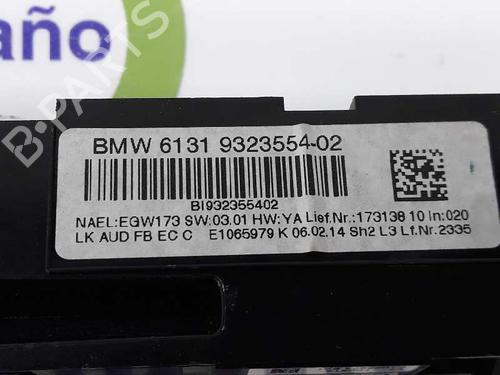 año
B-PARTS
BMW 6131 9323554-02
BI932355402
NAEL:EGW173 SW:03.01 HW:YA Lief.Nr.:173138 10 In:020
LK AUD FB EC C E1065979 K 06.02.14 Sh2 L3 Lf.Nr.2335